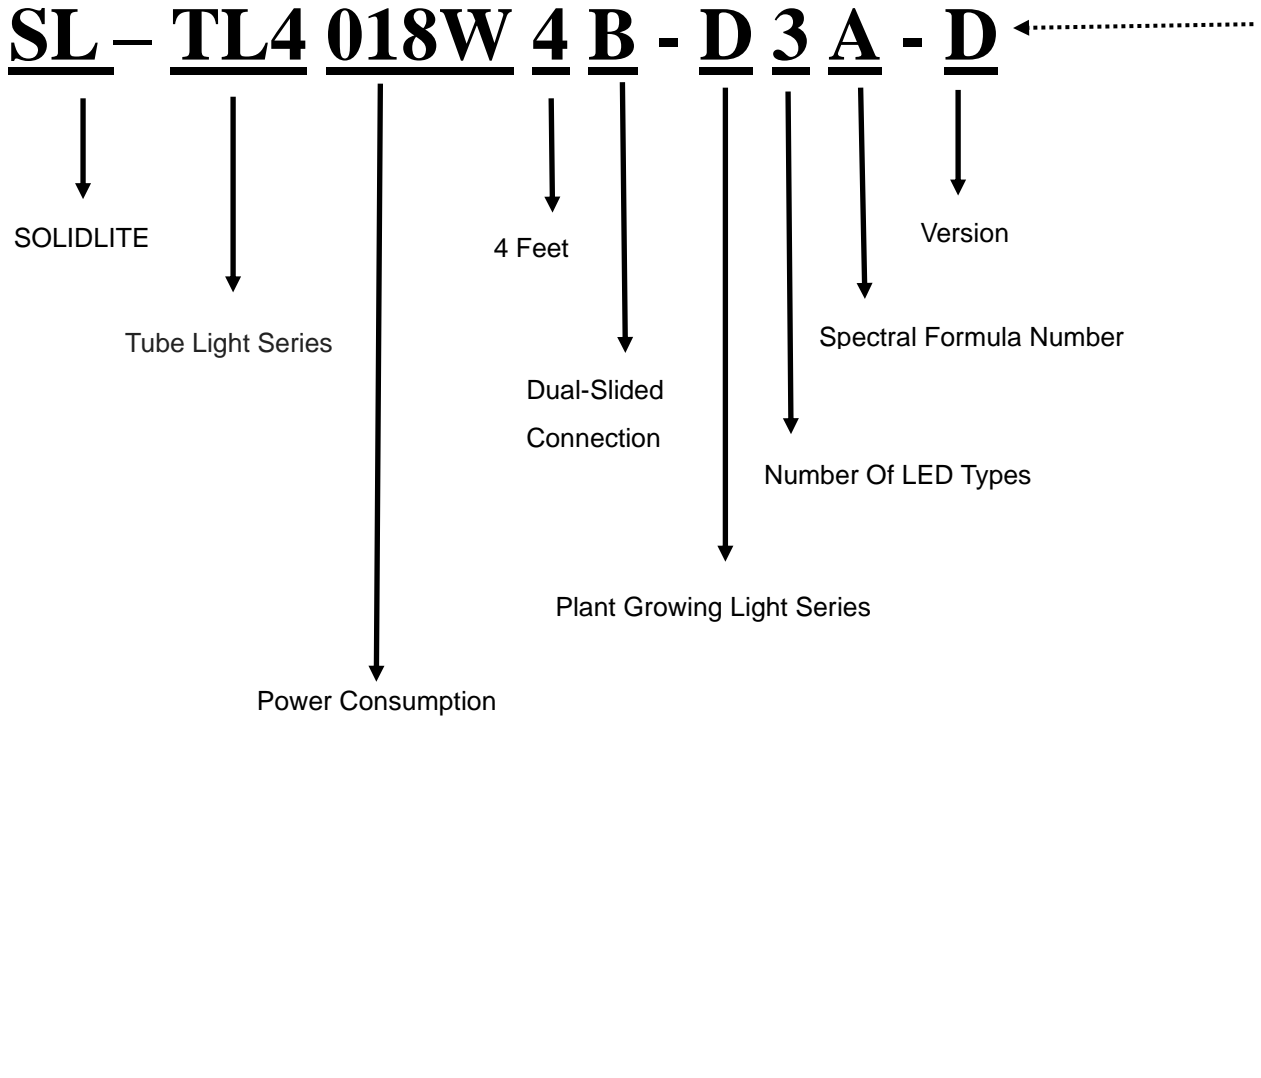 SL – TL4 018W 4 B - D 3 A - D
SOLIDLITE
4 Feet
Version
Tube Light Series
Spectral Formula Number
Dual-Slided
Connection
Number Of LED Types
Plant Growing Light Series
Power Consumption